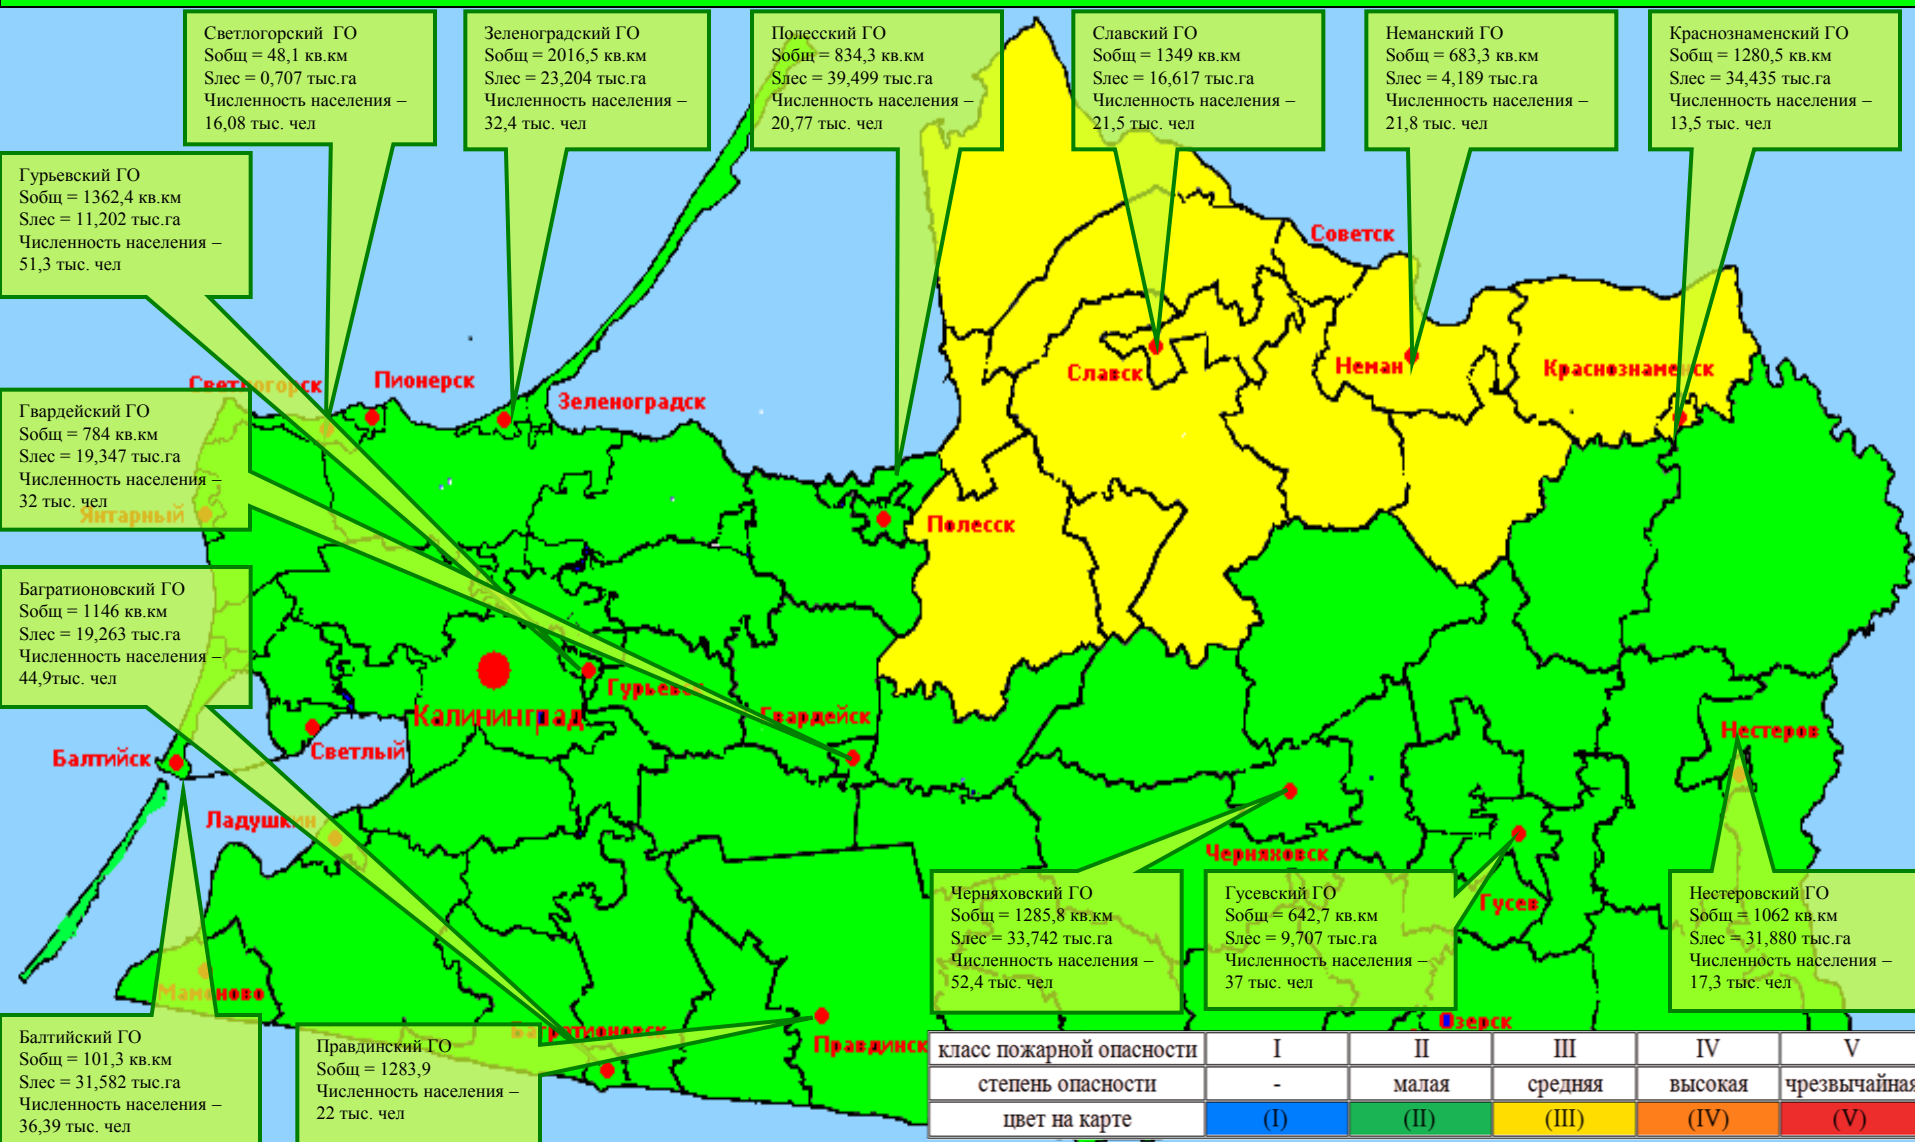 Светлогорский ГО
Sобщ = 48,1 кв.км
Sлес = 0,707 тыс.га
Численность населения –
16,08 тыс. чел
Зеленоградский ГО
Sобщ = 2016,5 кв.км
Sлес = 23,204 тыс.га
Численность населения –
32,4 тыс. чел
Полесский ГО
Sобщ = 834,3 кв.км
Sлес = 39,499 тыс.га
Численность населения –
20,77 тыс. чел
Славский ГО
Sобщ = 1349 кв.км
Sлес = 16,617 тыс.га
Численность населения –
21,5 тыс. чел
Неманский ГО
Sобщ = 683,3 кв.км
Sлес = 4,189 тыс.га
Численность населения –
21,8 тыс. чел
Краснознаменский ГО
Sобщ = 1280,5 кв.км
Sлес = 34,435 тыс.га
Численность населения –
13,5 тыс. чел
Гурьевский ГО
Sобщ = 1362,4 кв.км
Sлес = 11,202 тыс.га
Численность населения –
51,3 тыс. чел
Советск
Славск
Неман
Краснознаменск
Светлогорск
Пионерск
Зеленоградск
Гвардейский ГО
Sобщ = 784 кв.км
Sлес = 19,347 тыс.га
Численность населения –
32 тыс. чел
Янтарный
Полесск
Багратионовский ГО
Sобщ = 1146 кв.км
Sлес = 19,263 тыс.га
Численность населения –
44,9тыс. чел
Гурьевск
Калининград
Гвардейск
Нестеров
Балтийск
Светлый
Ладушкин
Черняховск
Гусев
Черняховский ГО
Sобщ = 1285,8 кв.км
Sлес = 33,742 тыс.га
Численность населения –
52,4 тыс. чел
Гусевский ГО
Sобщ = 642,7 кв.км
Sлес = 9,707 тыс.га
Численность населения –
37 тыс. чел
Нестеровский ГО
Sобщ = 1062 кв.км
Sлес = 31,880 тыс.га
Численность населения –
17,3 тыс. чел
Мамоново
Багратионовск
Правдинск
Озерск
Балтийский ГО
Sобщ = 101,3 кв.км
Sлес = 31,582 тыс.га
Численность населения –
36,39 тыс. чел
Правдинский ГО
Sобщ = 1283,9
Численность населения –
22 тыс. чел
класс пожарной опасности I II III IV V
степень опасности - малая средняя высокая чрезвычайная
цвет на карте (I) (II) (III) (IV) (V)